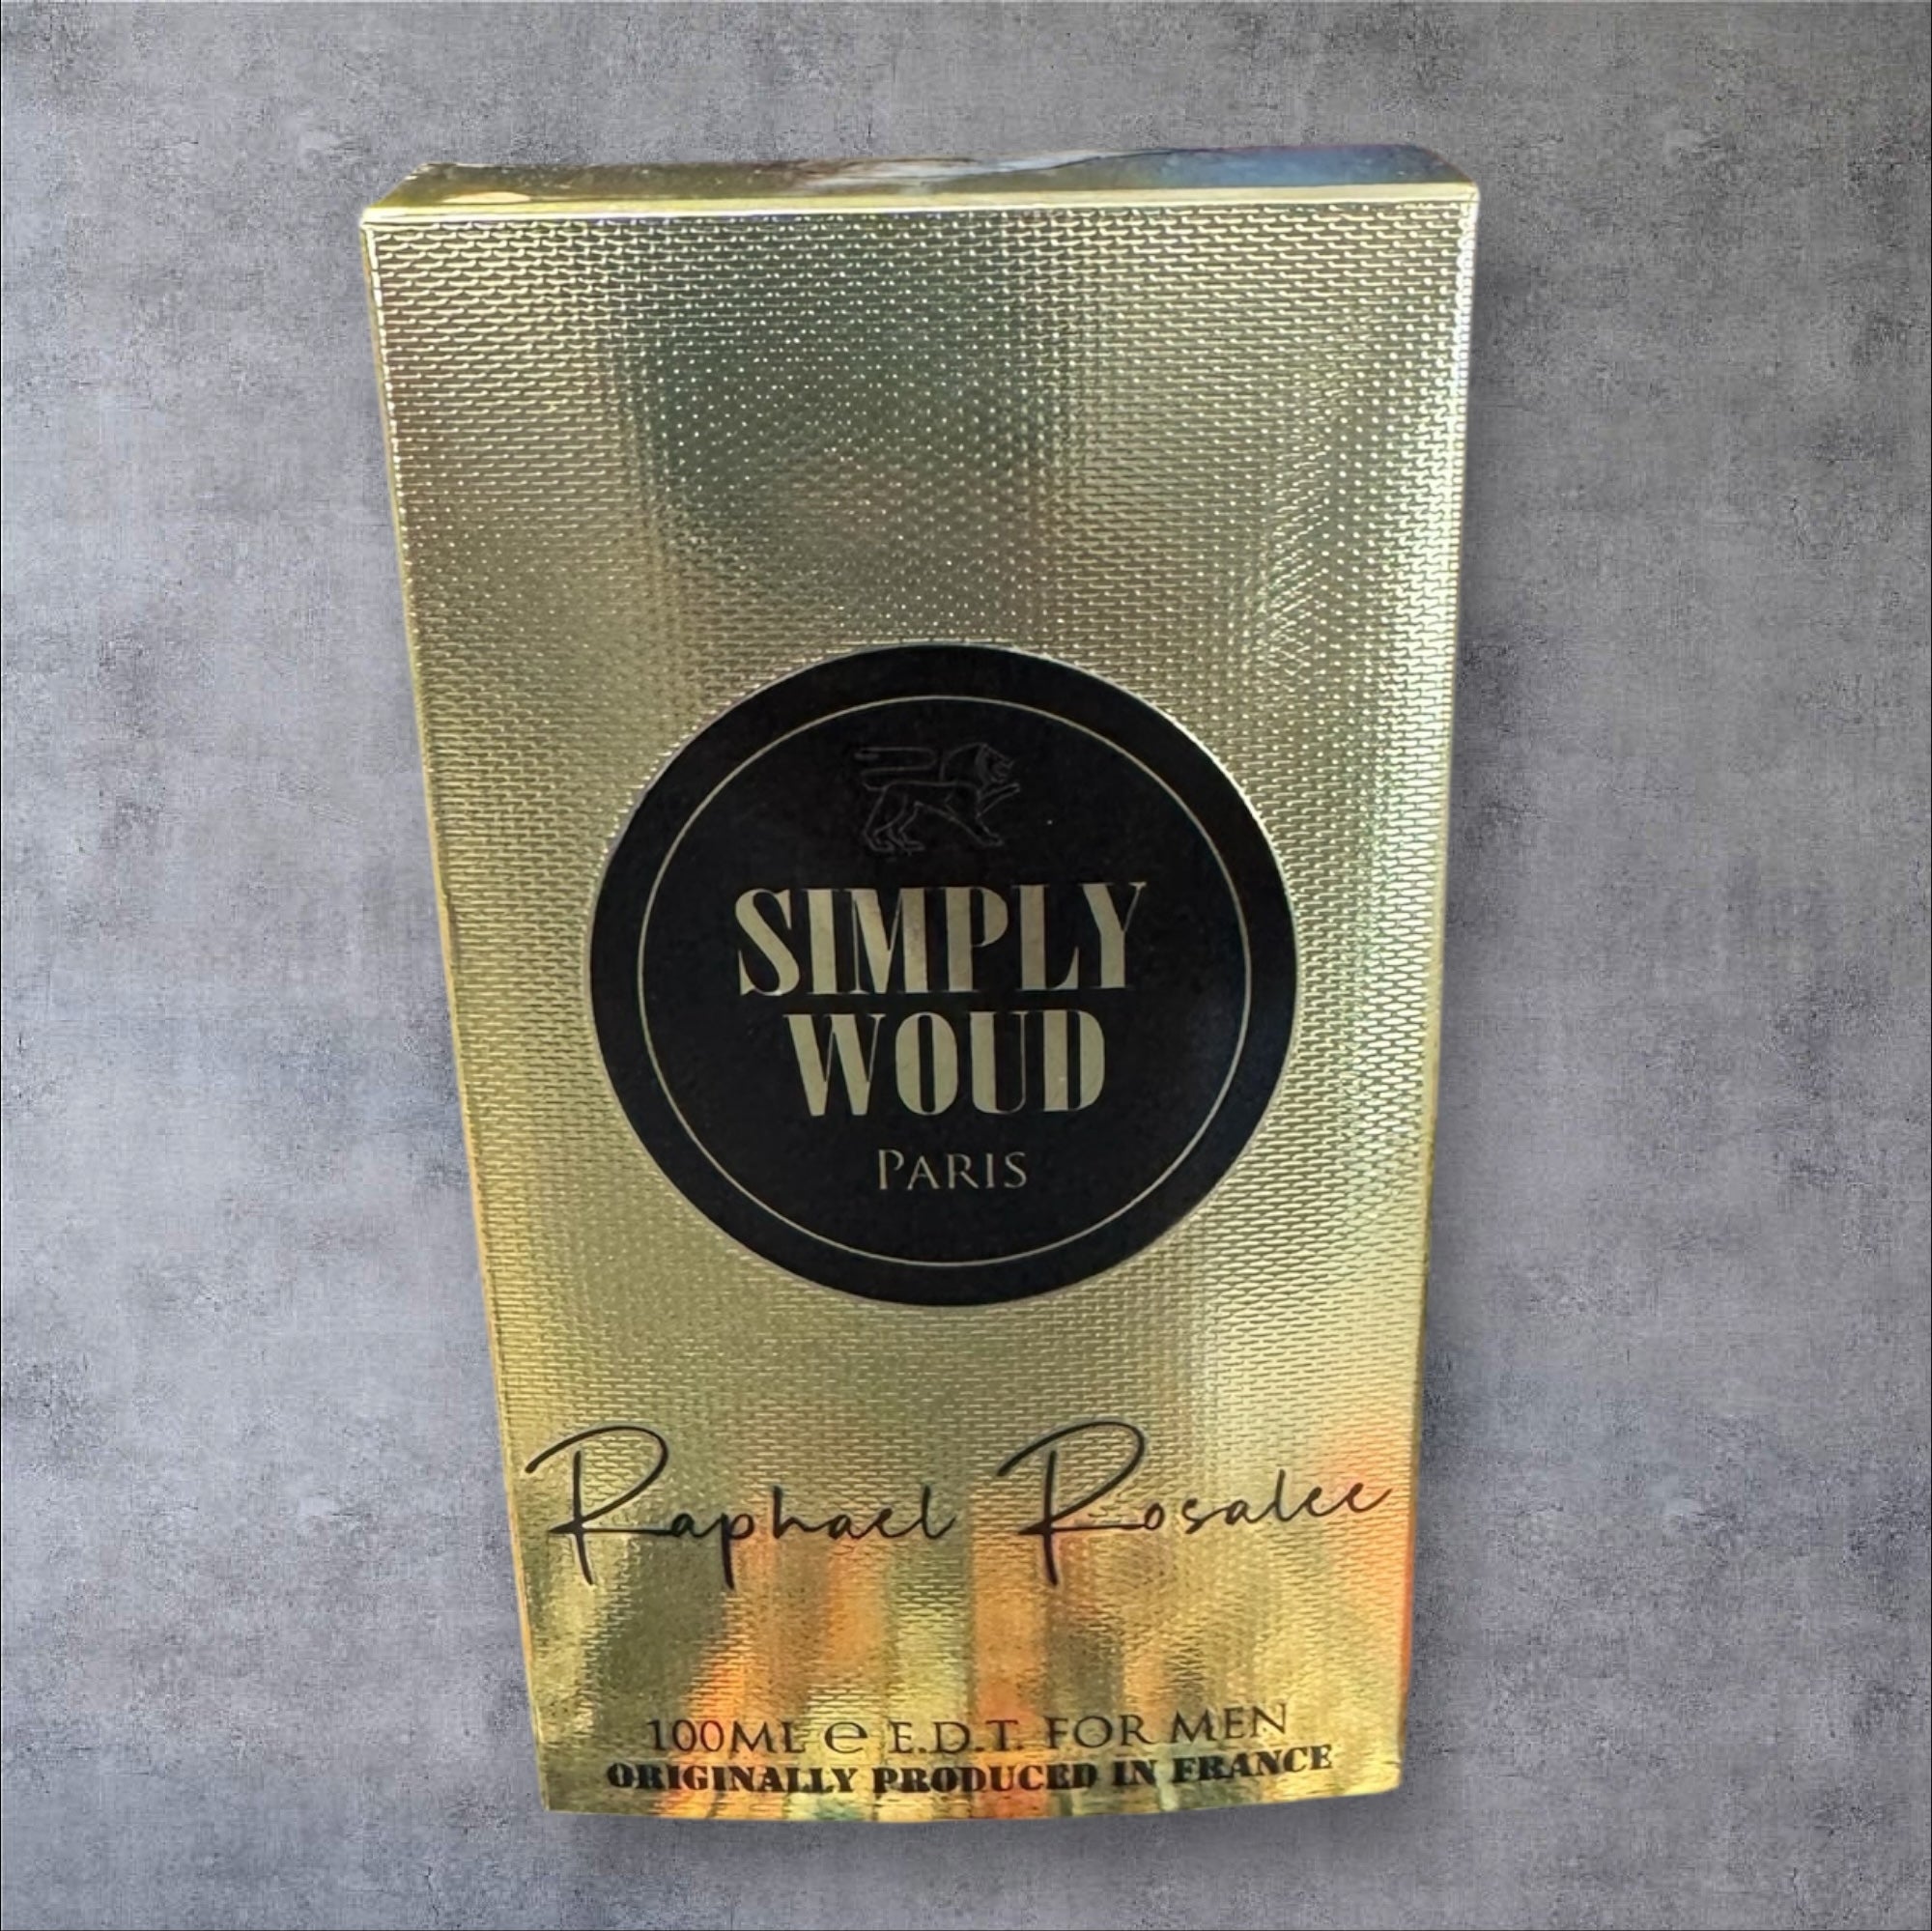 SIMPLY
WOUD
PARIS
Raphael Rosalee
100ML e E.D.T. FOR MEN
ORIGINALLY PRODUCED IN FRANCE